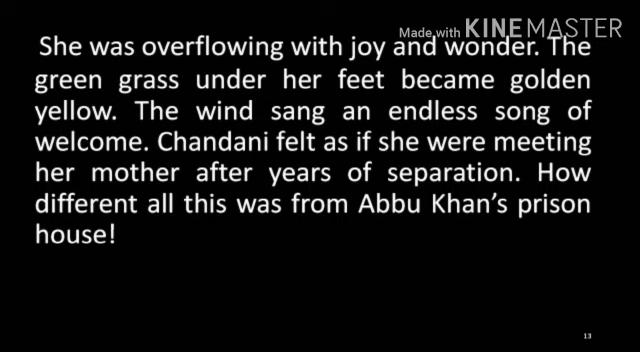 Made with KINEMASTER
She was overflowing with joy and wonder. The
green grass under her feet became golden
yellow. The wind sang an endless song of
welcome. Chandani felt as if she were meeting
her mother after years of separation. How
different all this was from Abbu Khan’s prison
house!
13